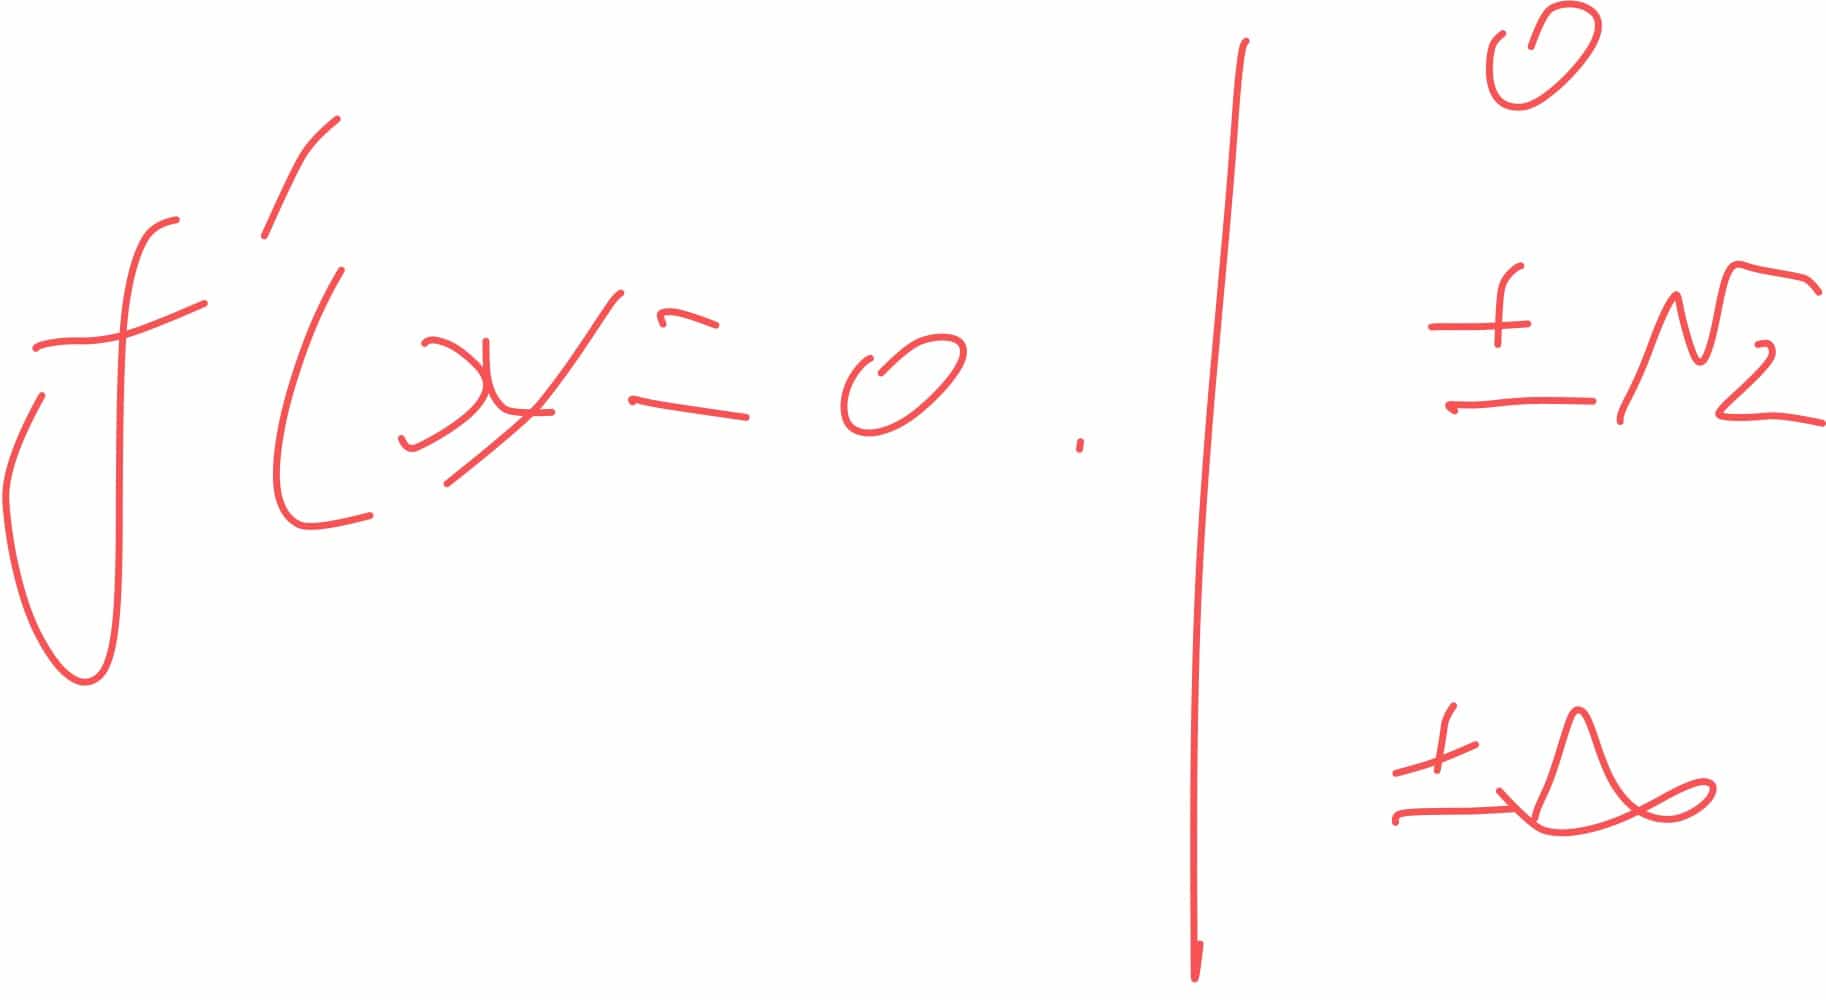 f'(x) = 0 .
0
± √2
± Δ